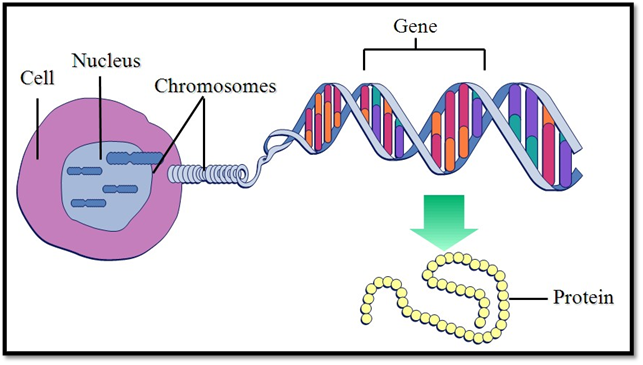 Gene
Nucleus
Cell
Chromosomes
Protein